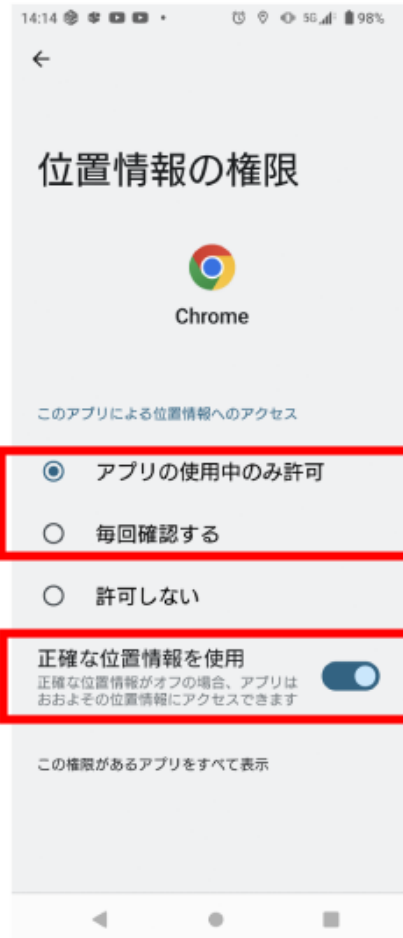 14:14
5G 98%
位置情報の権限
Chrome
このアプリによる位置情報へのアクセス
アプリの使用中のみ許可
毎回確認する
許可しない
正確な位置情報を使用
正確な位置情報がオフの場合、アプリは
おおよその位置情報にアクセスできます
この権限があるアプリをすべて表示